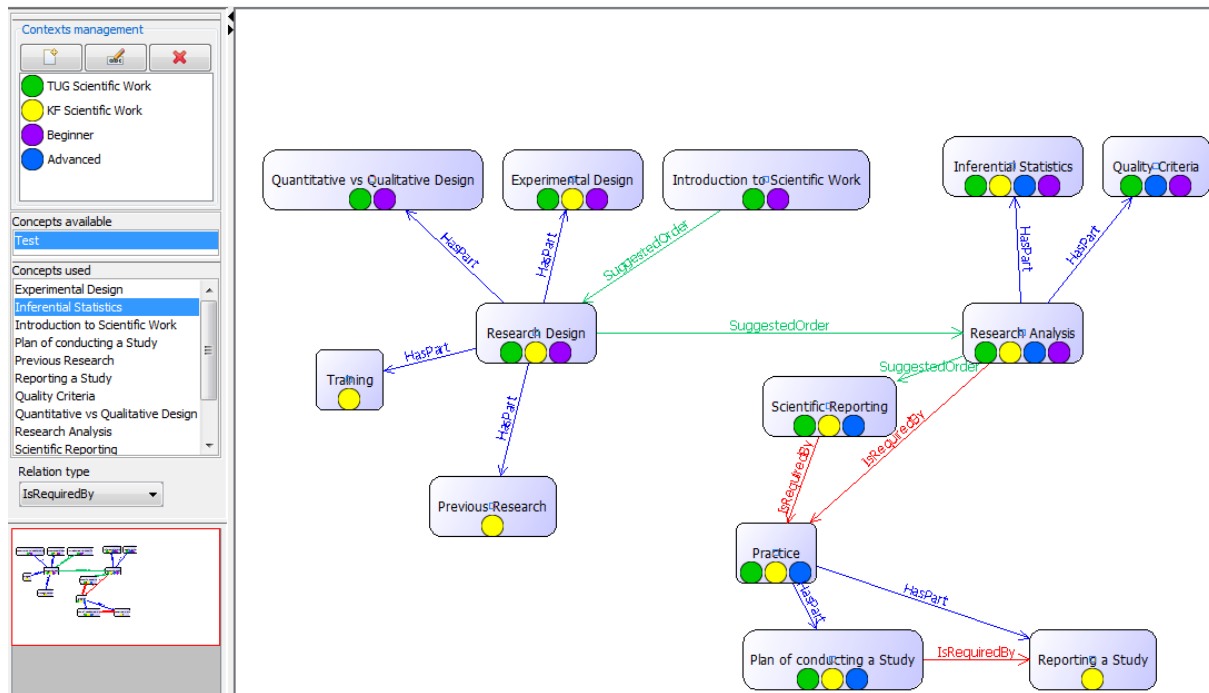 Contexts management
TUG Scientific Work
KF Scientific Work
Beginner
Advanced
Concepts available
Test
Concepts used
Experimental Design
Inferential Statistics
Introduction to Scientific Work
Plan of conducting a Study
Previous Research
Reporting a Study
Quality Criteria
Quantitative vs Qualitative Design
Research Analysis
Scientific Reporting
Relation type
IsRequiredBy
Quantitative vs Qualitative Design
Experimental Design
Introduction to Scientific Work
Inferential Statistics
Quality Criteria
HasPart
HasPart
SuggestedOrder
HasPart
HasPart
Research Design
SuggestedOrder
Research Analysis
HasPart
Training
SuggestedOrder
HasPart
Scientific Reporting
IsRequiredBy
IsRequiredBy
Previous Research
Practice
HasPart
HasPart
Plan of conducting a Study
IsRequiredBy
Reporting a Study